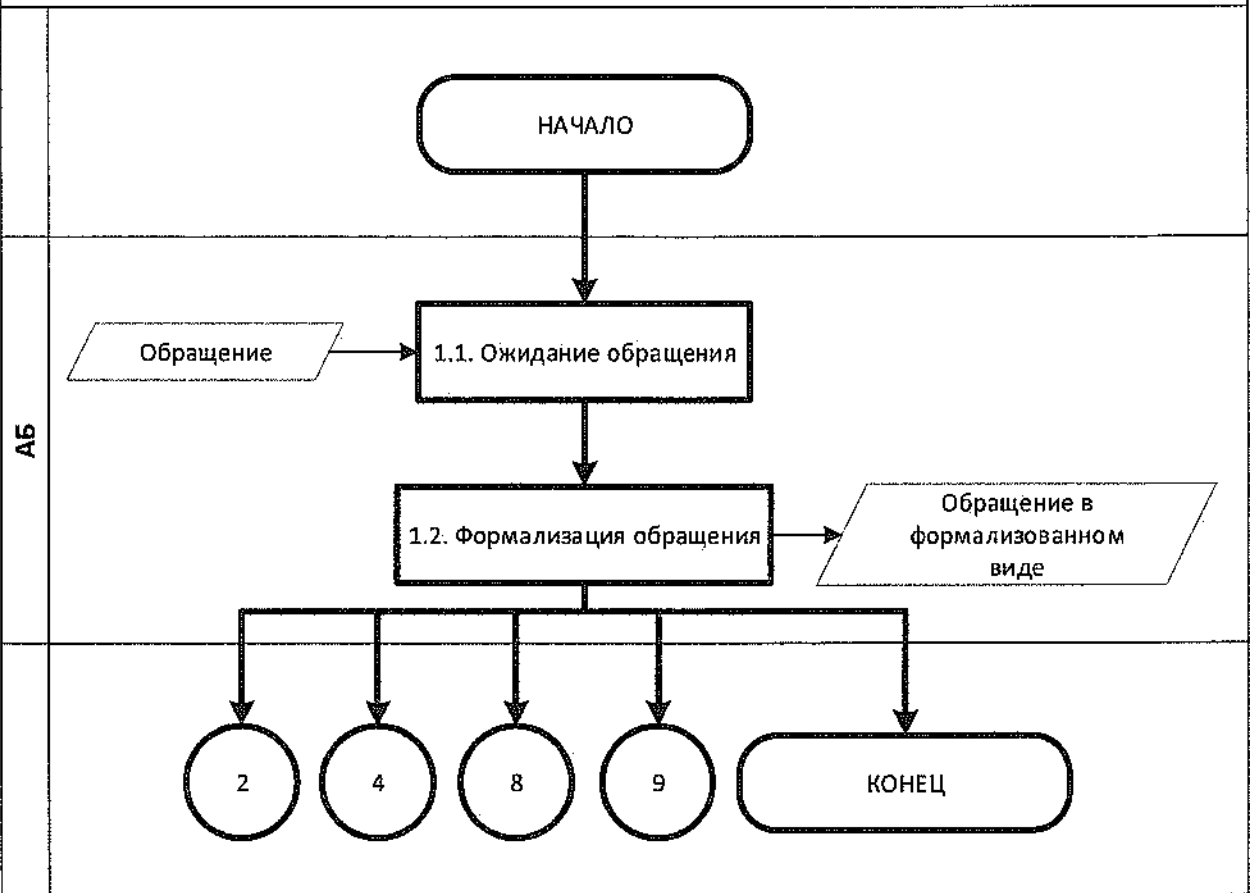 НАЧАЛО
Обращение
1.1. Ожидание обращения
АБ
1.2. Формализация обращения
Обращение в
формализованном
виде
2
4
8
9
КОНЕЦ